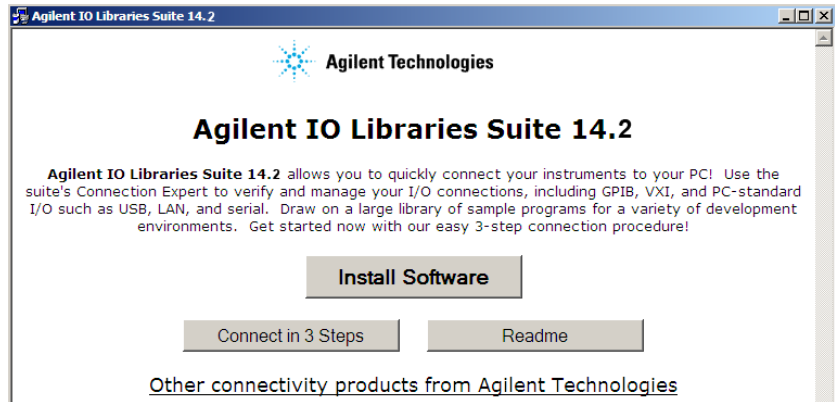 Agilent IO Libraries Suite 14.2
Agilent Technologies
Agilent IO Libraries Suite 14.2
Agilent IO Libraries Suite 14.2 allows you to quickly connect your instruments to your PC! Use the
suite's Connection Expert to verify and manage your I/O connections, including GPIB, VXI, and PC-standard
I/O such as USB, LAN, and serial. Draw on a large library of sample programs for a variety of development
environments. Get started now with our easy 3-step connection procedure!
Install Software
Connect in 3 Steps Readme
Other connectivity products from Agilent Technologies